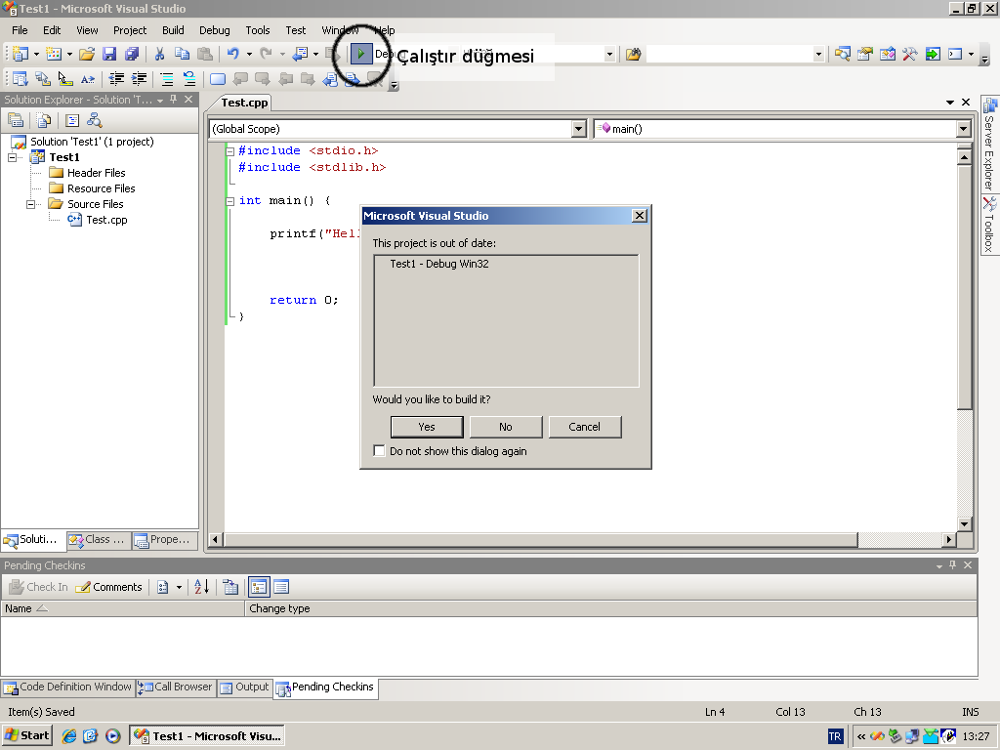 Test1 - Microsoft Visual Studio
File Edit View Project Build Debug Tools Test Window Help
Çalıştır düğmesi
Solution Explorer - Solution 'T...
Test.cpp
(Global Scope)
main()
Solution 'Test1' (1 project)
Test1
Header Files
Resource Files
Source Files
Test.cpp
#include <stdio.h>
#include <stdlib.h>
int main() {
printf("Hell
return 0;
}
Microsoft Visual Studio
This project is out of date:
Test1 - Debug Win32
Would you like to build it?
Yes No Cancel
Do not show this dialog again
Server Explorer
Toolbox
Soluti... Class ... Prope...
Pending Checkins
Check In Comments
Name Change type
Code Definition Window Call Browser Output Pending Checkins
Item(s) Saved Ln 4 Col 13 Ch 13 INS
Start Test1 - Microsoft Visu... TR « 13:27